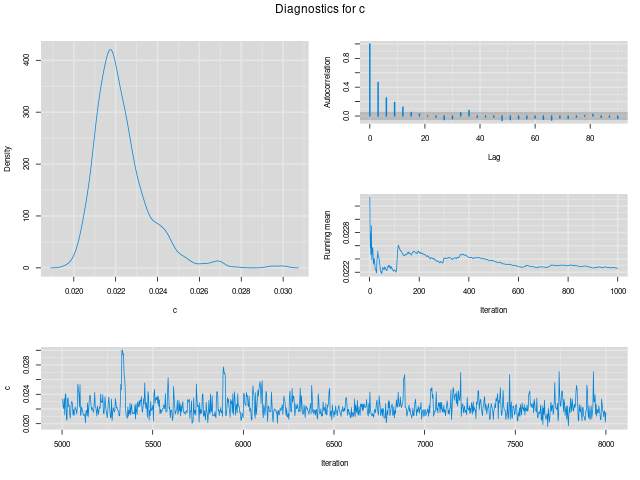 Diagnostics for c
Density
400
300
200
100
0
0.020 0.022 0.024 0.026 0.028 0.030
c
Autocorrelation
0.8
0.4
0.0
0 20 40 60 80
Lag
Running mean
0.0228
0.0222
0 200 400 600 800 1000
Iteration
c
0.028
0.024
0.020
5000 5500 6000 6500 7000 7500 8000
Iteration